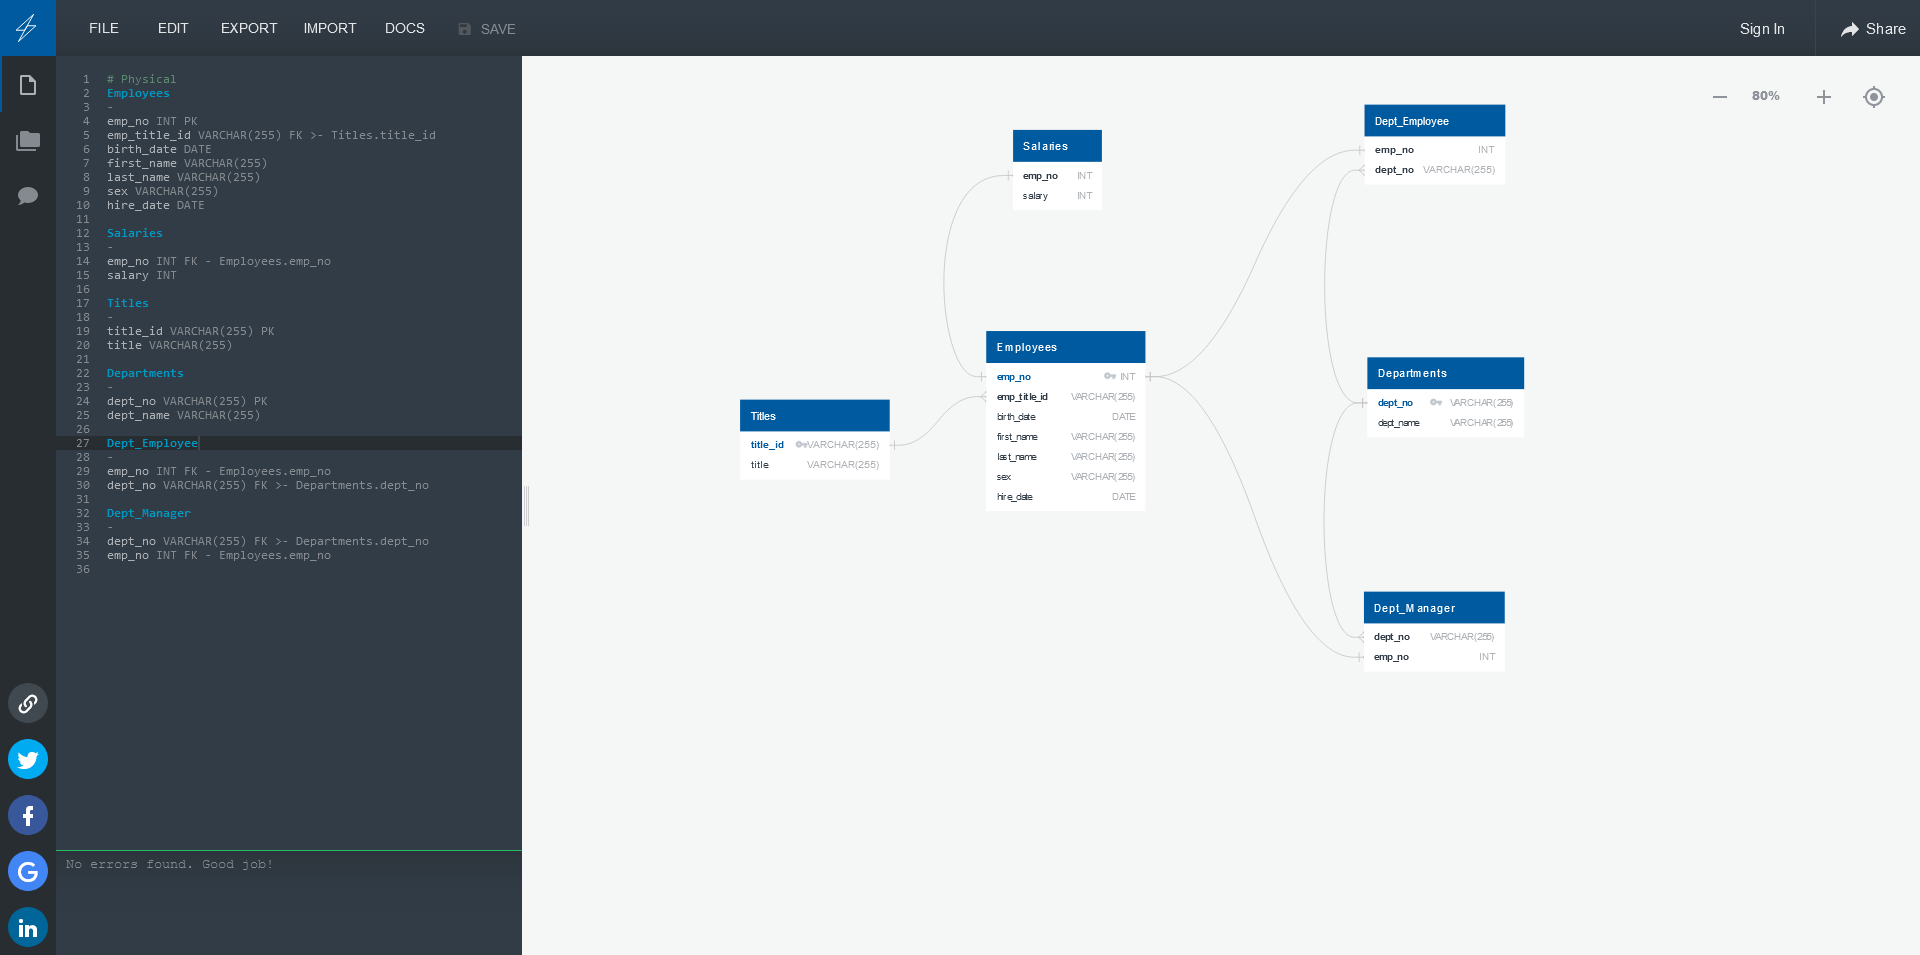 FILE EDIT EXPORT IMPORT DOCS SAVE Sign In Share
1 # Physical
2 Employees
3 -
4 emp_no INT PK
5 emp_title_id VARCHAR(255) FK >- Titles.title_id
6 birth_date DATE
7 first_name VARCHAR(255)
8 last_name VARCHAR(255)
9 sex VARCHAR(255)
10 hire_date DATE
11
12 Salaries
13 -
14 emp_no INT FK - Employees.emp_no
15 salary INT
16
17 Titles
18 -
19 title_id VARCHAR(255) PK
20 title VARCHAR(255)
21
22 Departments
23 -
24 dept_no VARCHAR(255) PK
25 dept_name VARCHAR(255)
26
27 Dept_Employee
28 -
29 emp_no INT FK - Employees.emp_no
30 dept_no VARCHAR(255) FK >- Departments.dept_no
31
32 Dept_Manager
33 -
34 dept_no VARCHAR(255) FK >- Departments.dept_no
35 emp_no INT FK - Employees.emp_no
36
No errors found. Good job!
80%
Salaries
emp_no INT
salary INT
Dept_Employee
emp_no INT
dept_no VARCHAR(255)
Employees
emp_no INT
emp_title_id VARCHAR(255)
birth_date DATE
first_name VARCHAR(255)
last_name VARCHAR(255)
sex VARCHAR(255)
hire_date DATE
Titles
title_id VARCHAR(255)
title VARCHAR(255)
Departments
dept_no VARCHAR(255)
dept_name VARCHAR(255)
Dept_Manager
dept_no VARCHAR(255)
emp_no INT